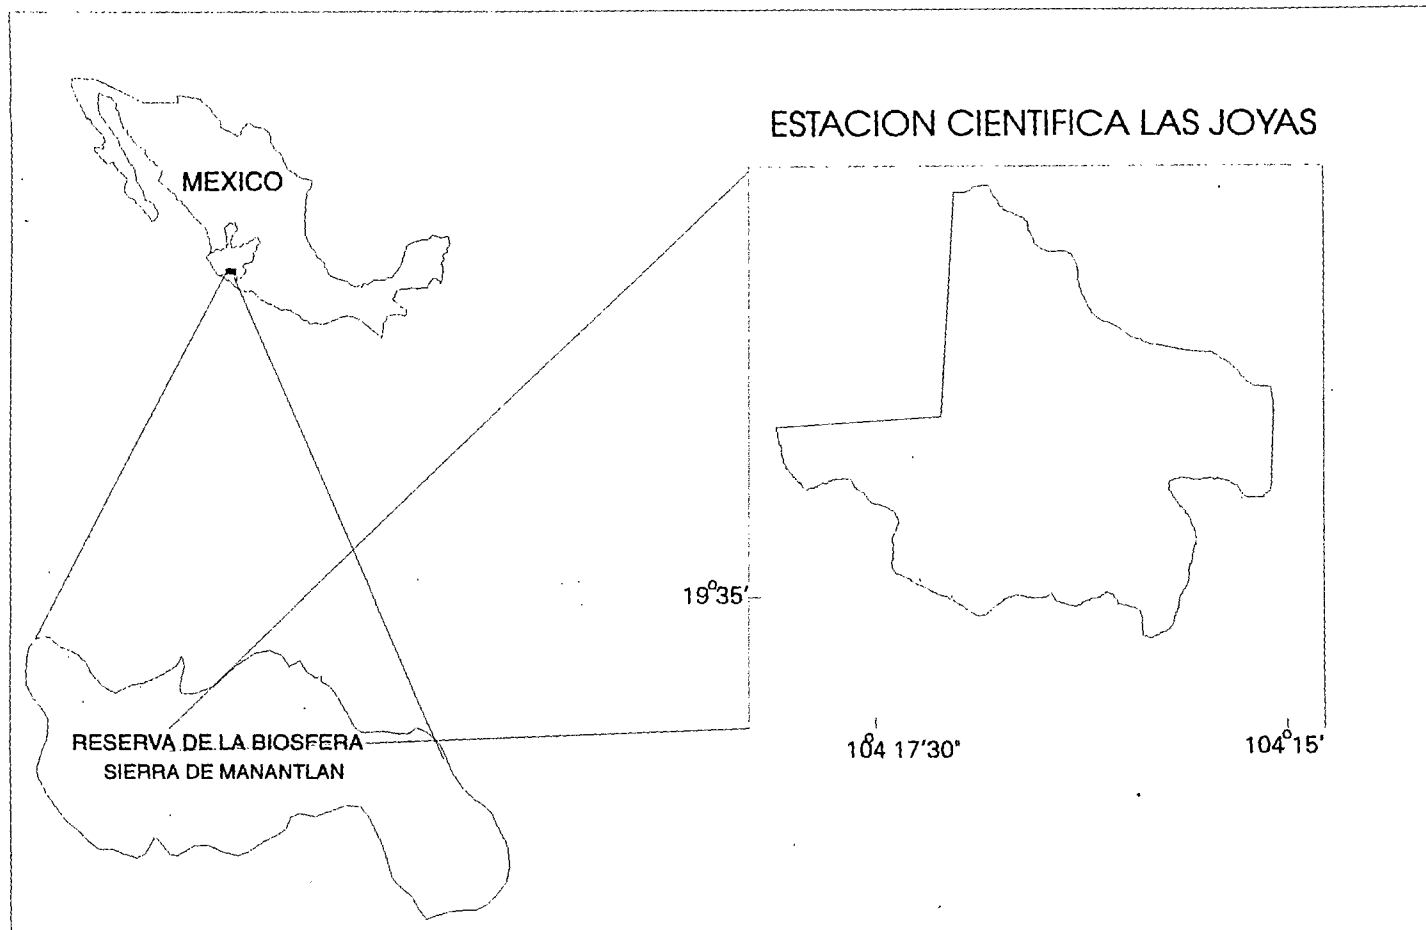 ESTACION CIENTIFICA LAS JOYAS
MEXICO
19°35'
RESERVA DE LA BIOSFERA
SIERRA DE MANANTLAN
104° 17'30"
104° 15'